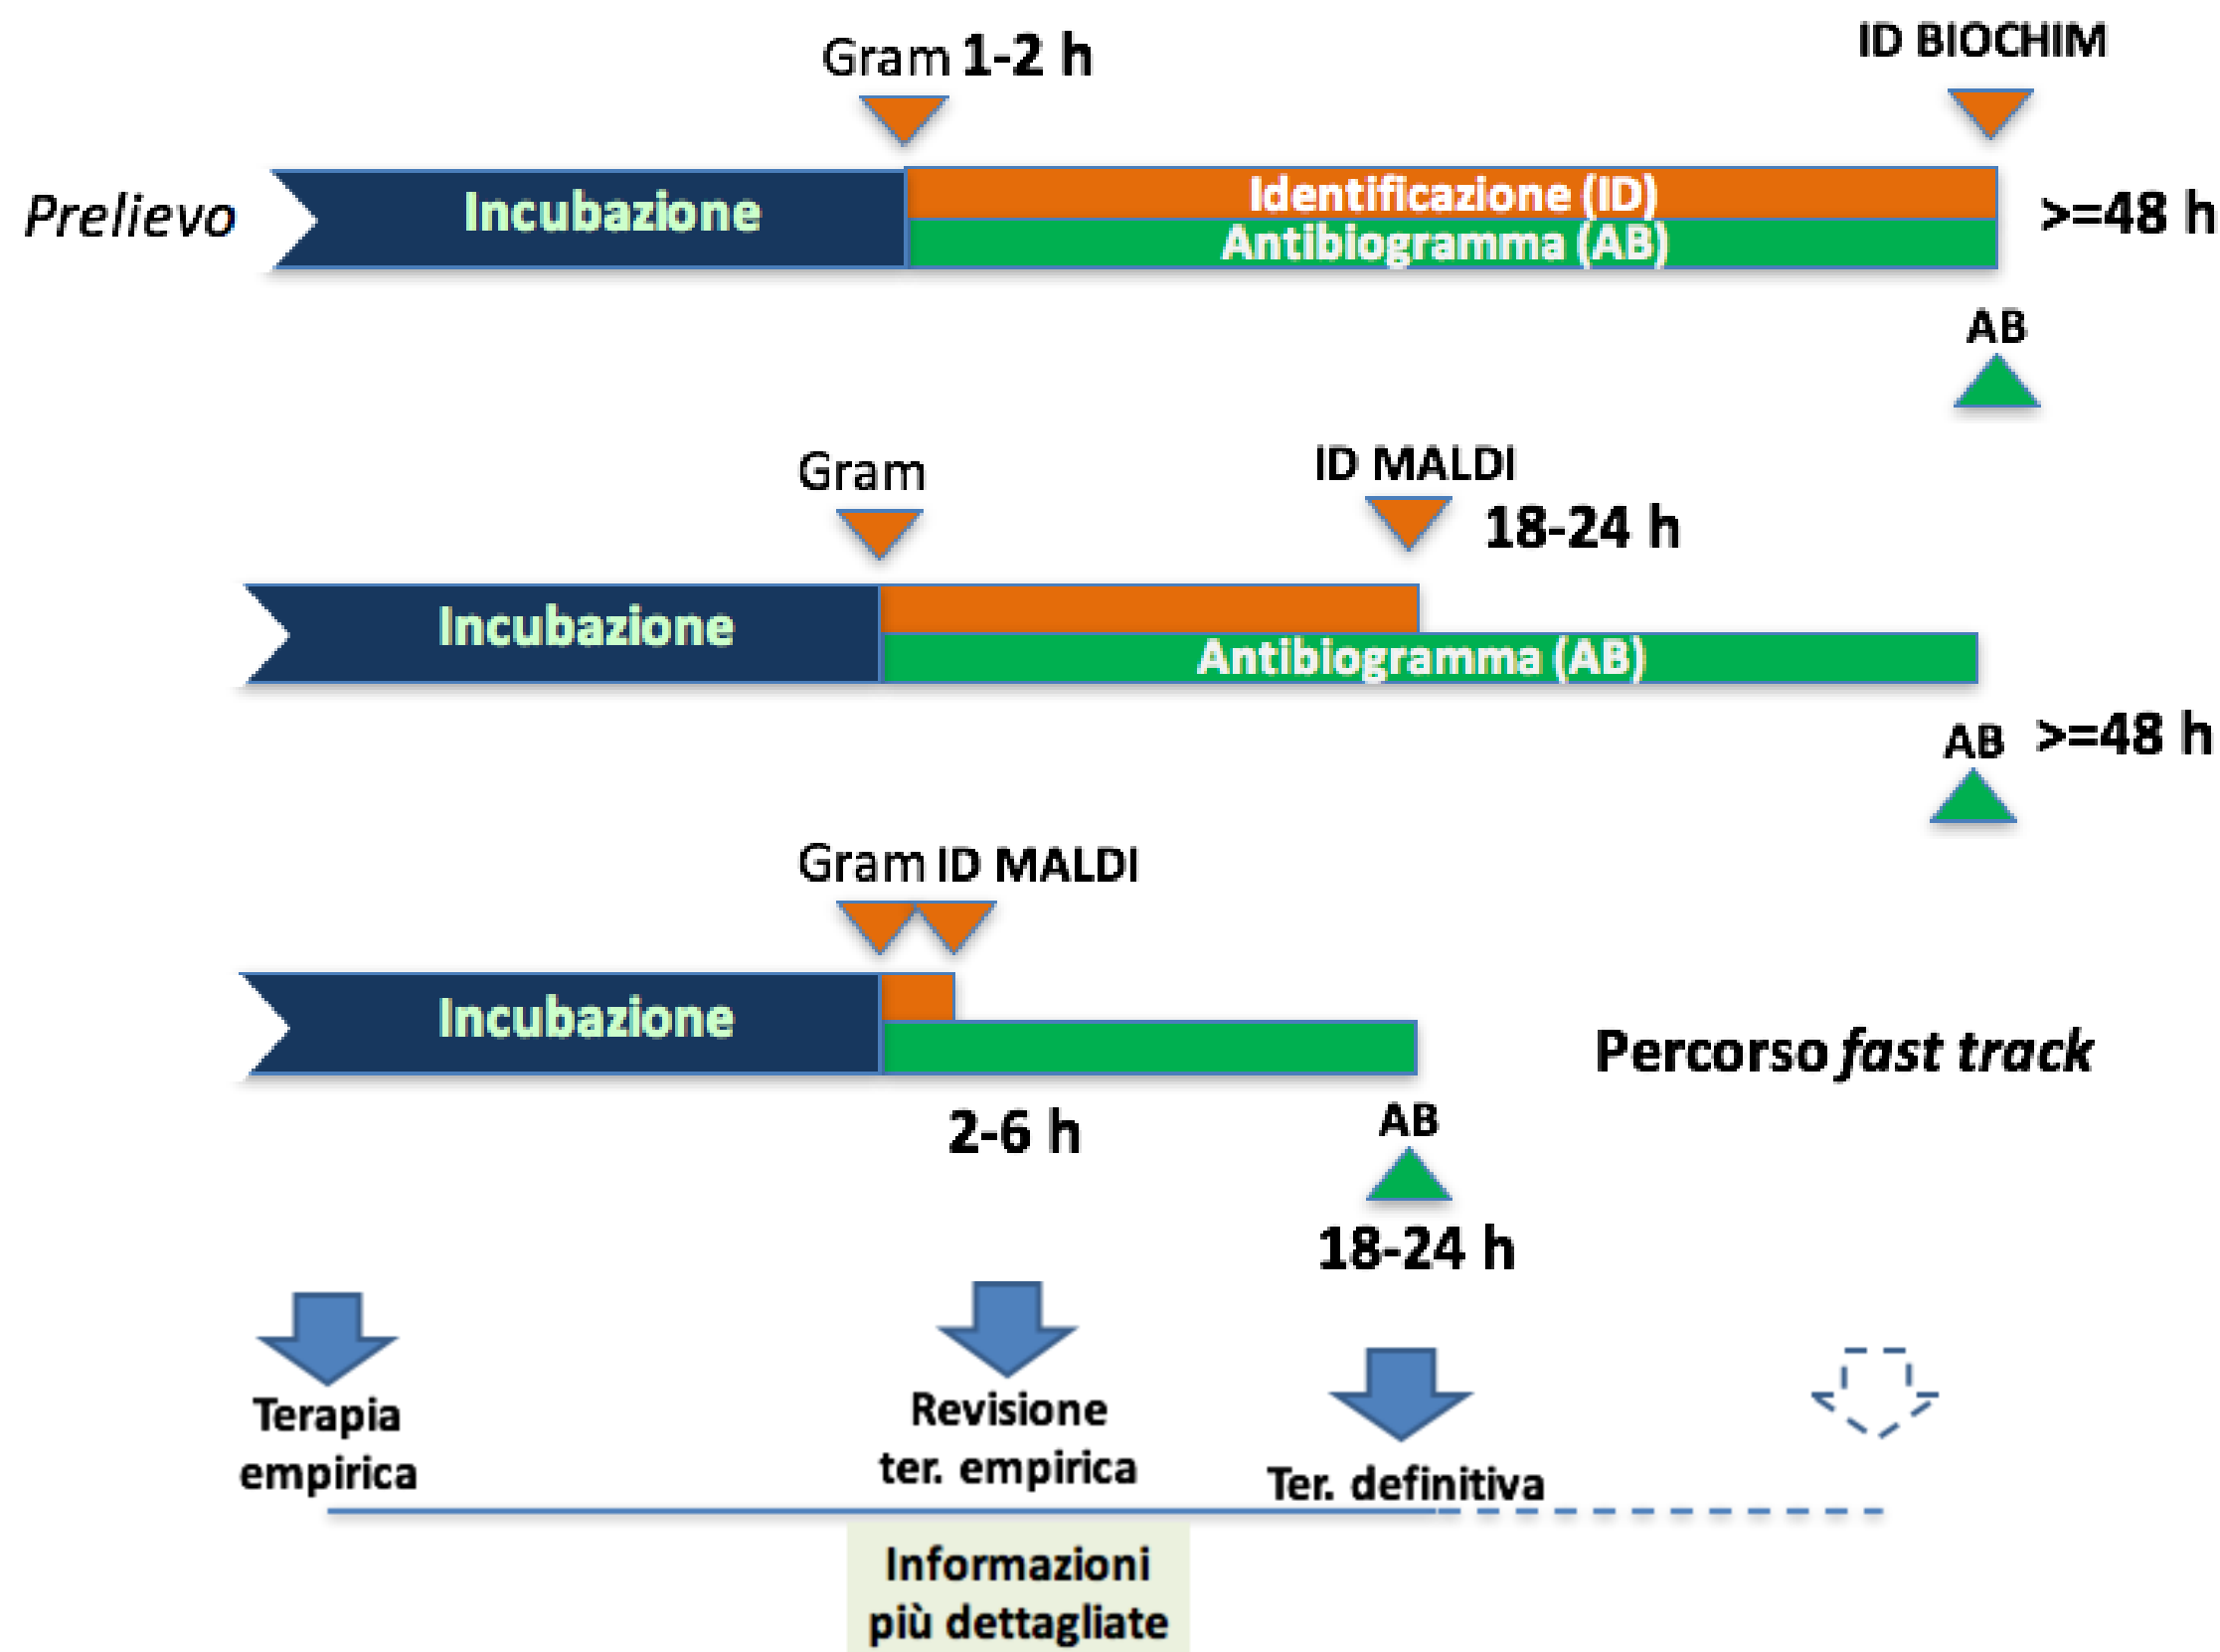 Gram 1-2 h
ID BIOCHIM
Prelievo
Incubazione
Identificazione (ID)
Antibiogramma (AB)
>=48 h
AB
Gram
ID MALDI
18-24 h
Incubazione
Antibiogramma (AB)
AB
>=48 h
Gram ID MALDI
Incubazione
Percorso fast track
2-6 h
AB
18-24 h
Terapia
empirica
Revisione
ter. empirica
Ter. definitiva
Informazioni
più dettagliate